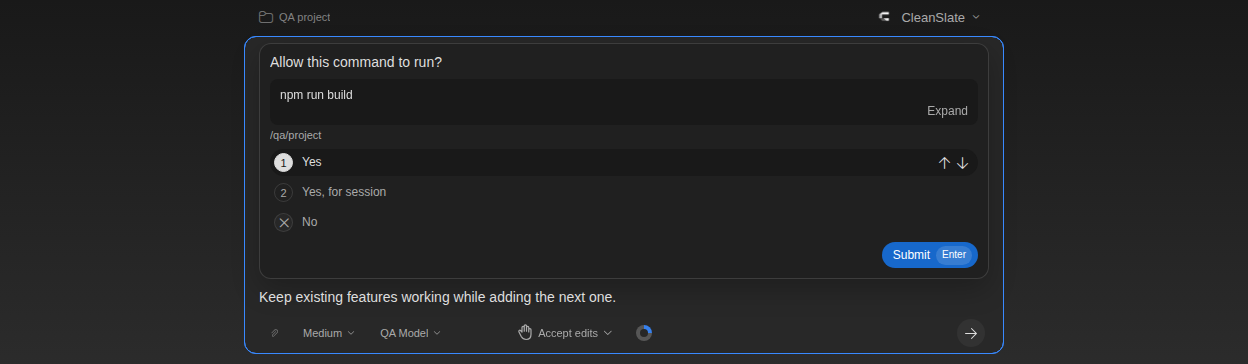 QA project
CleanSlate
Allow this command to run?
npm run build
Expand
/qa/project
1 Yes
2 Yes, for session
No
Submit Enter
Keep existing features working while adding the next one.
Medium QA Model Accept edits